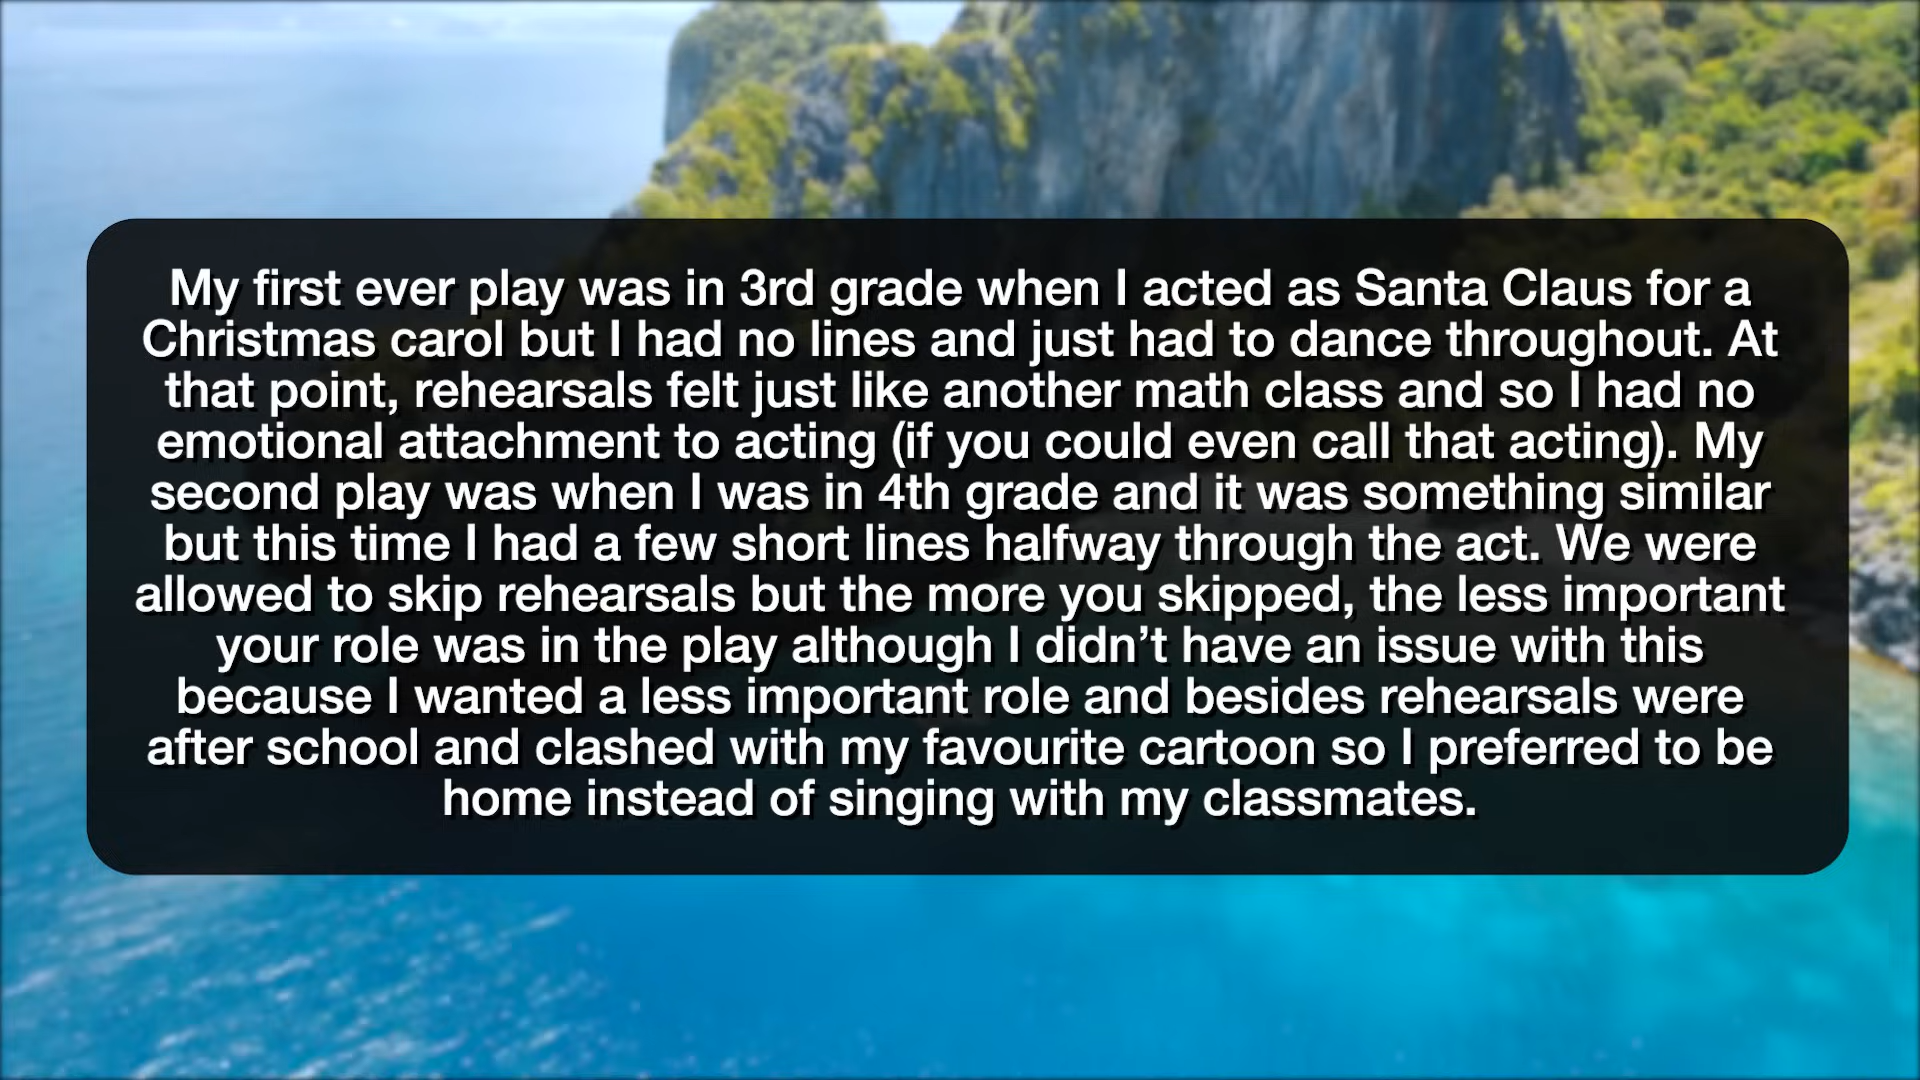 My first ever play was in 3rd grade when I acted as Santa Claus for a
Christmas carol but I had no lines and just had to dance throughout. At
that point, rehearsals felt just like another math class and so I had no
emotional attachment to acting (if you could even call that acting). My
second play was when I was in 4th grade and it was something similar
but this time I had a few short lines halfway through the act. We were
allowed to skip rehearsals but the more you skipped, the less important
your role was in the play although I didn’t have an issue with this
because I wanted a less important role and besides rehearsals were
after school and clashed with my favourite cartoon so I preferred to be
home instead of singing with my classmates.